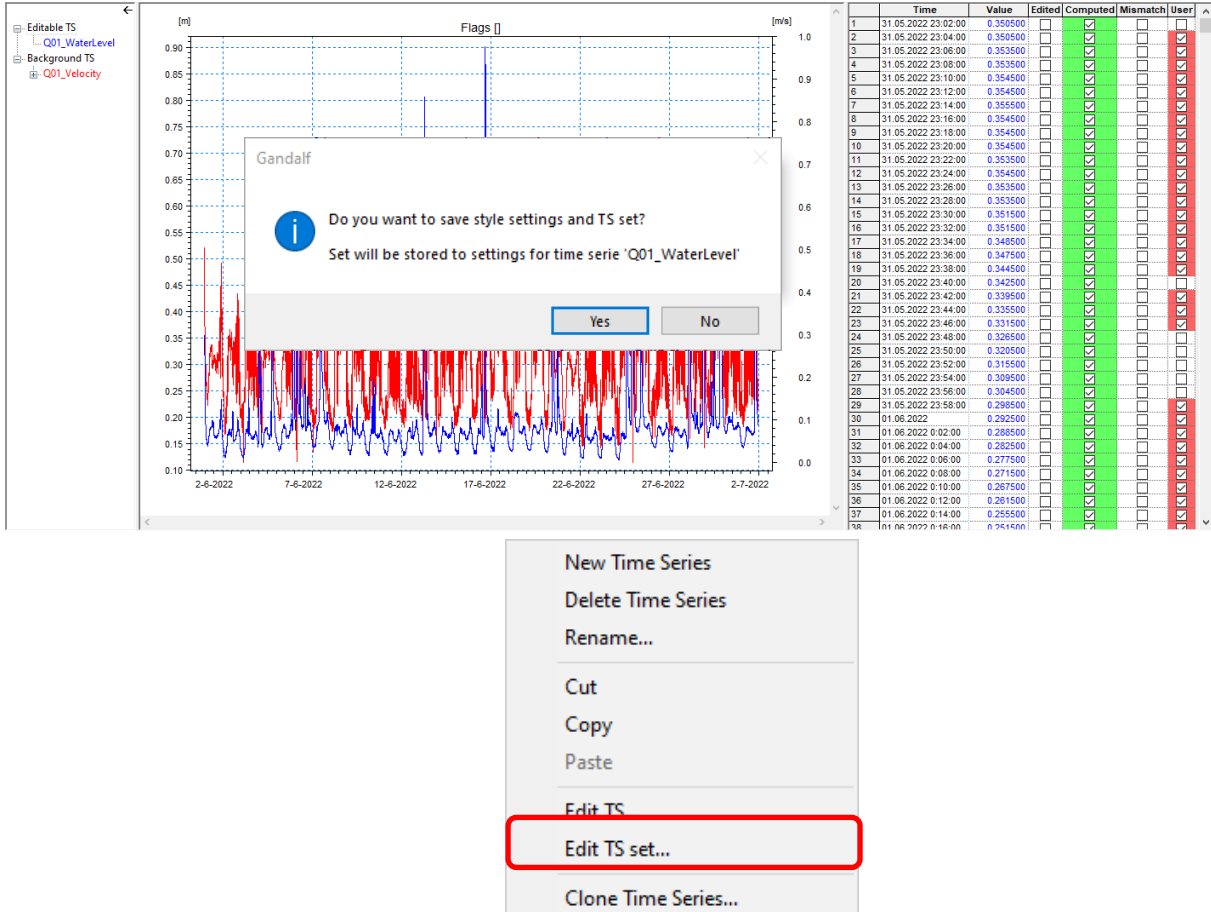 Editable TS
Q01_WaterLevel
Background TS
Q01_Velocity
[m]
Flags []
[m/s]
0.90
0.85
0.80
0.75
0.70
0.65
0.60
0.55
0.50
0.45
0.40
0.35
0.30
0.25
0.20
0.15
0.10
1.0
0.9
0.8
0.7
0.6
0.5
0.4
0.3
0.2
0.1
0.0
2-6-2022 7-6-2022 12-6-2022 17-6-2022 22-6-2022 27-6-2022 2-7-2022
Gandalf
Do you want to save style settings and TS set?
Set will be stored to settings for time serie 'Q01_WaterLevel'
Yes No
Time Value Edited Computed Mismatch User
1 31.05.2022 23:02:00 0.350500
2 31.05.2022 23:04:00 0.350500
3 31.05.2022 23:06:00 0.353500
4 31.05.2022 23:08:00 0.353500
5 31.05.2022 23:10:00 0.354500
6 31.05.2022 23:12:00 0.354500
7 31.05.2022 23:14:00 0.355500
8 31.05.2022 23:16:00 0.354500
9 31.05.2022 23:18:00 0.354500
10 31.05.2022 23:20:00 0.354500
11 31.05.2022 23:22:00 0.353500
12 31.05.2022 23:24:00 0.354500
13 31.05.2022 23:26:00 0.353500
14 31.05.2022 23:28:00 0.353500
15 31.05.2022 23:30:00 0.351500
16 31.05.2022 23:32:00 0.351500
17 31.05.2022 23:34:00 0.348500
18 31.05.2022 23:36:00 0.347500
19 31.05.2022 23:38:00 0.344500
20 31.05.2022 23:40:00 0.342500
21 31.05.2022 23:42:00 0.339500
22 31.05.2022 23:44:00 0.335500
23 31.05.2022 23:46:00 0.331500
24 31.05.2022 23:48:00 0.326500
25 31.05.2022 23:50:00 0.320500
26 31.05.2022 23:52:00 0.315500
27 31.05.2022 23:54:00 0.309500
28 31.05.2022 23:56:00 0.304500
29 31.05.2022 23:58:00 0.298500
30 01.06.2022 0.292500
31 01.06.2022 0:02:00 0.288500
32 01.06.2022 0:04:00 0.282500
33 01.06.2022 0:06:00 0.277500
34 01.06.2022 0:08:00 0.271500
35 01.06.2022 0:10:00 0.267500
36 01.06.2022 0:12:00 0.261500
37 01.06.2022 0:14:00 0.255500
38 01.06.2022 0:16:00 0.251500
New Time Series
Delete Time Series
Rename...
Cut
Copy
Paste
Edit TS...
Edit TS set...
Clone Time Series...